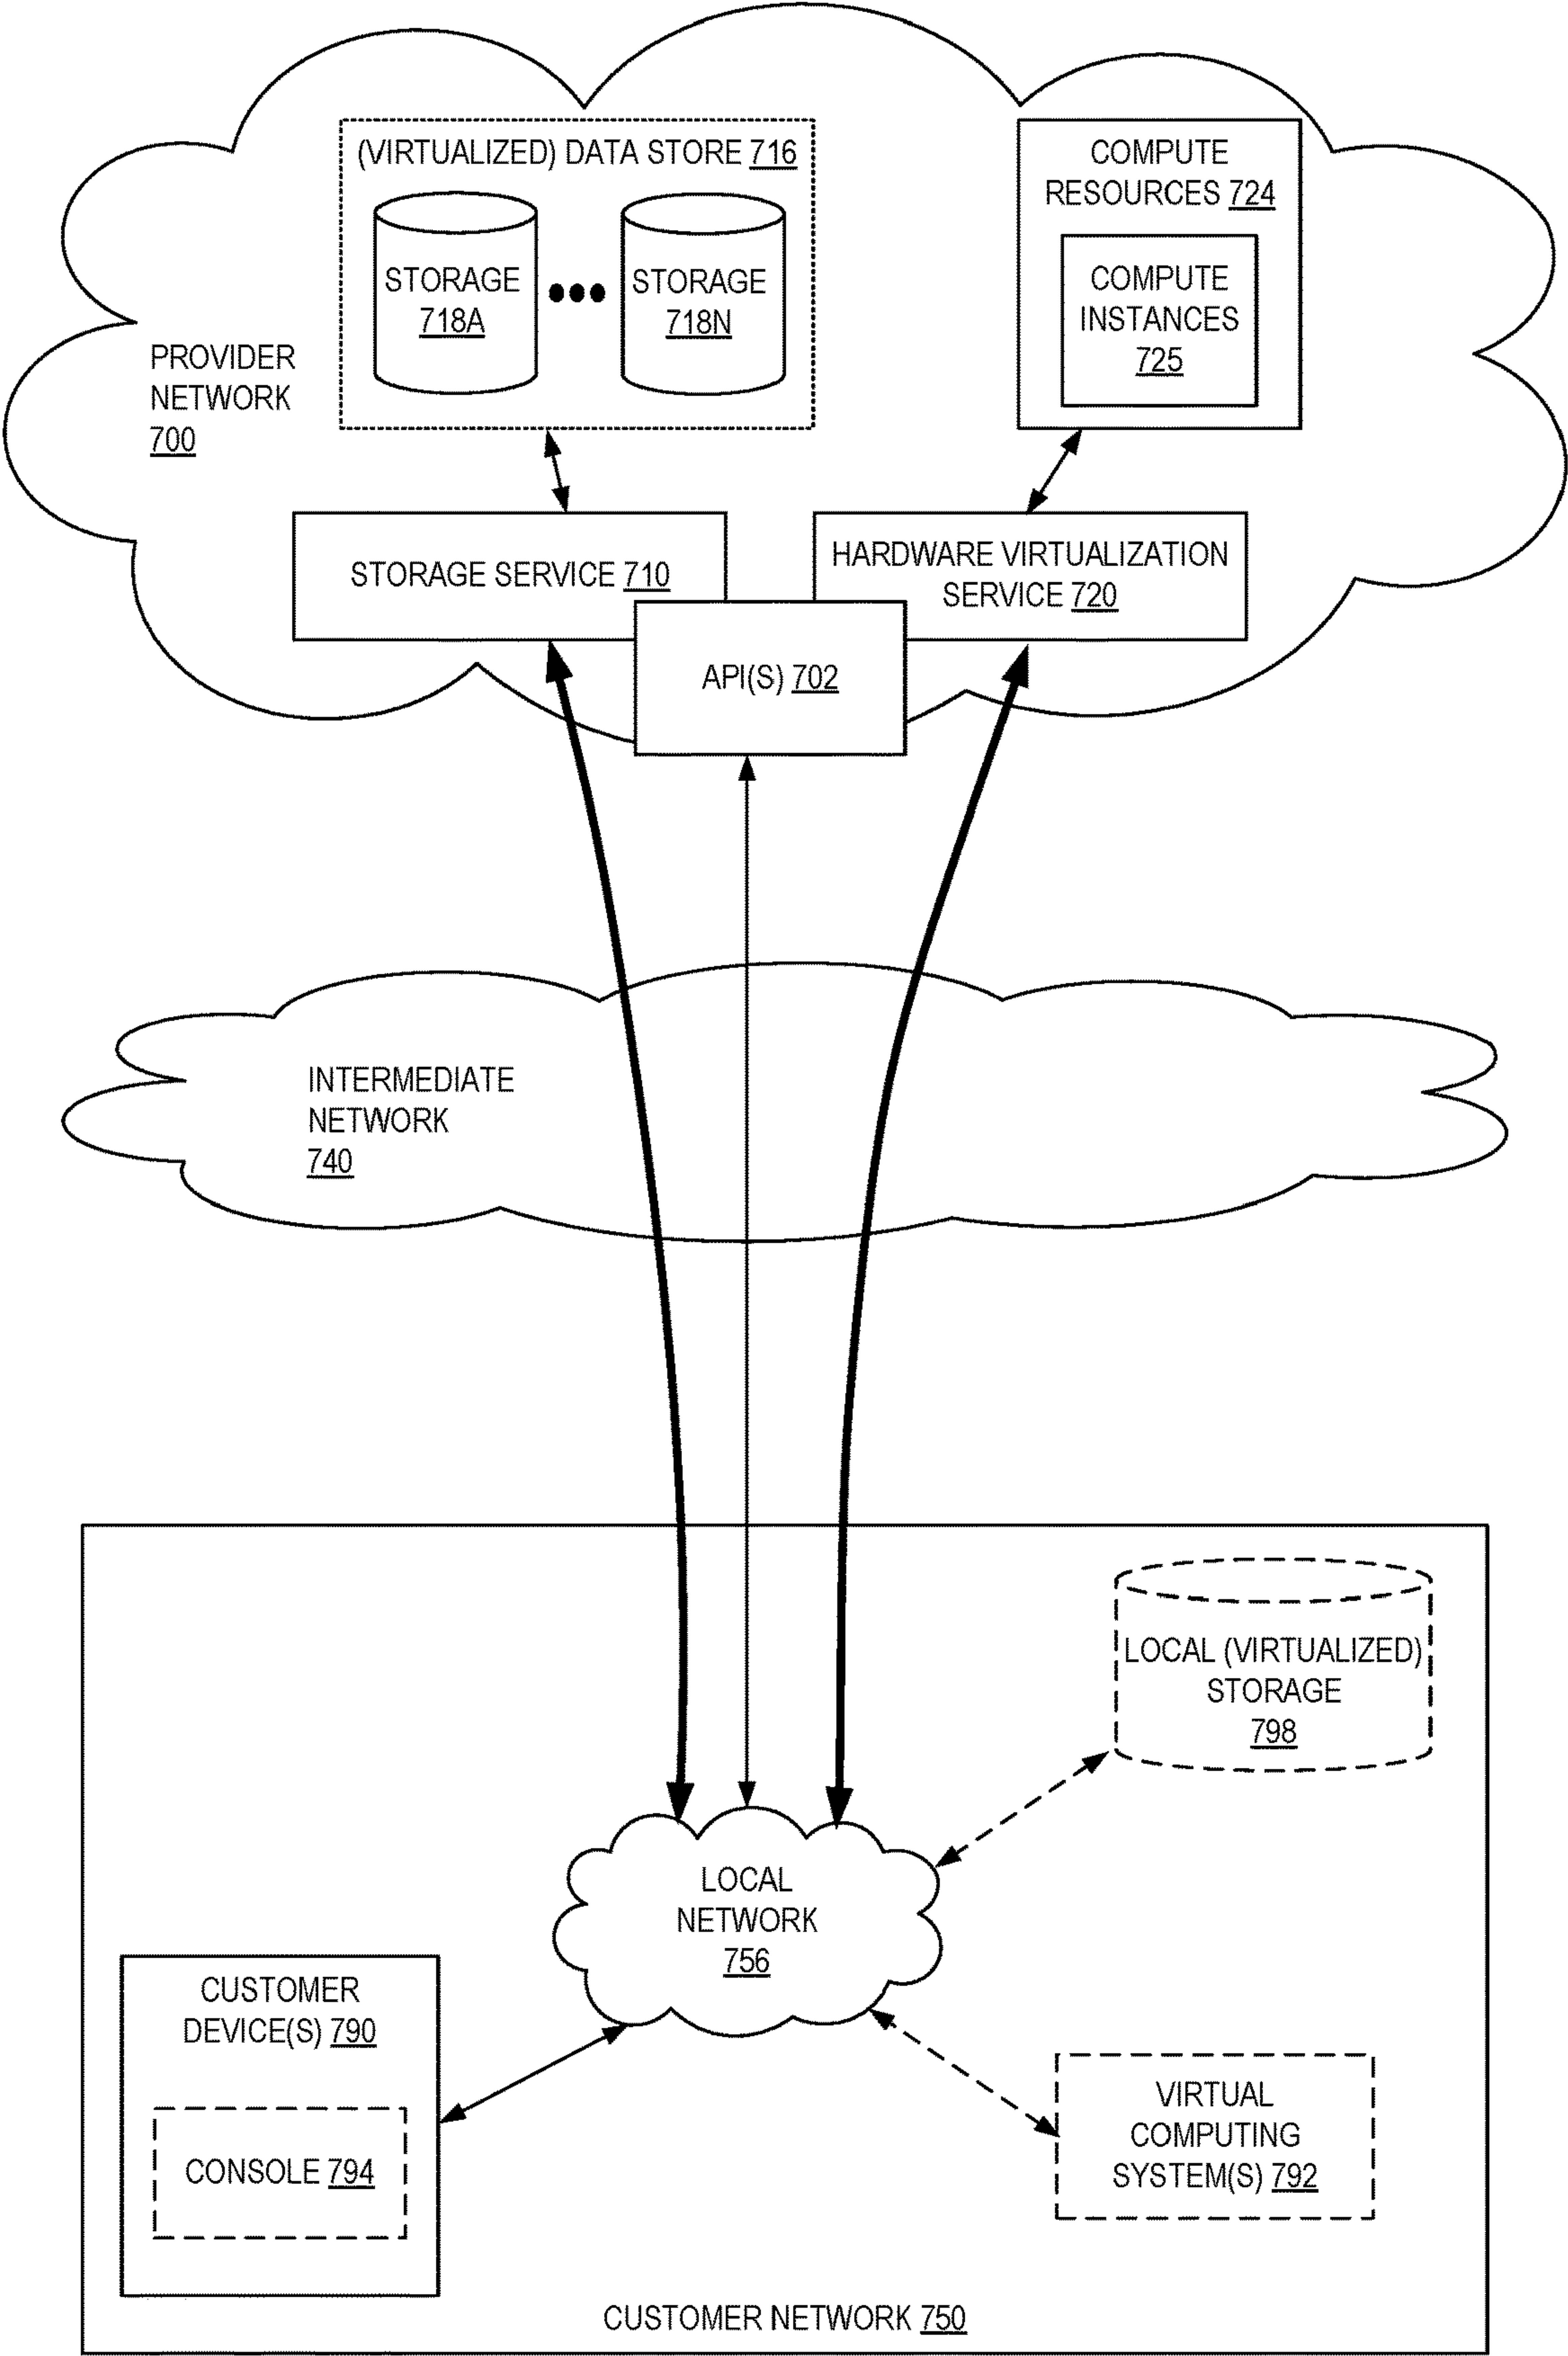 (VIRTUALIZED) DATA STORE 716
STORAGE
718A
STORAGE
718N
COMPUTE
RESOURCES 724
COMPUTE
INSTANCES
725
PROVIDER
NETWORK
700
STORAGE SERVICE 710
HARDWARE VIRTUALIZATION
SERVICE 720
API(S) 702
INTERMEDIATE
NETWORK
740
LOCAL (VIRTUALIZED)
STORAGE
798
LOCAL
NETWORK
756
CUSTOMER
DEVICE(S) 790
CONSOLE 794
VIRTUAL
COMPUTING
SYSTEM(S) 792
CUSTOMER NETWORK 750